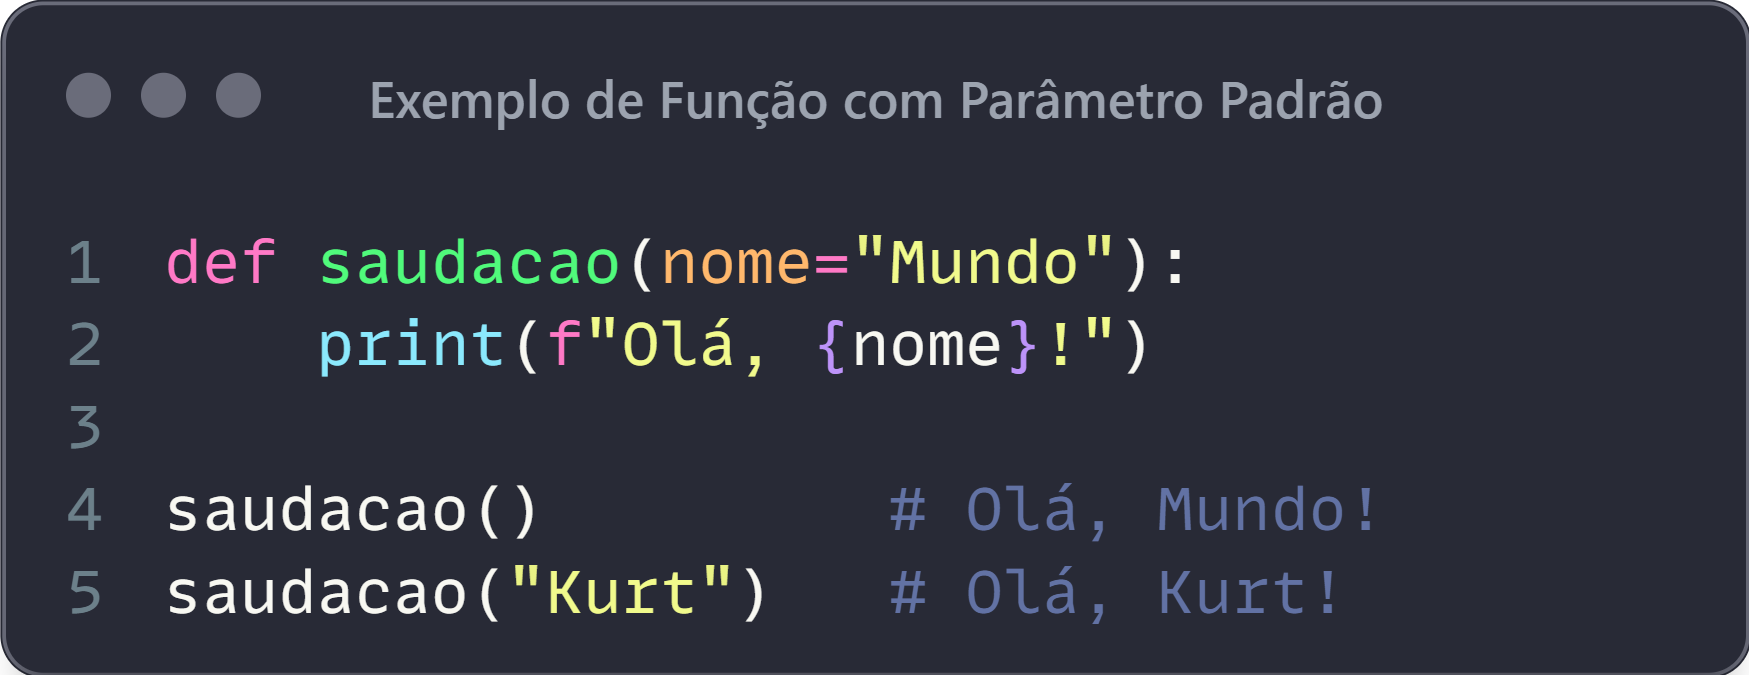 Exemplo de Função com Parâmetro Padrão
1 def saudacao(nome="Mundo"):
2     print(f"Olá, {nome}!")
3
4 saudacao()         # Olá, Mundo!
5 saudacao("Kurt")   # Olá, Kurt!